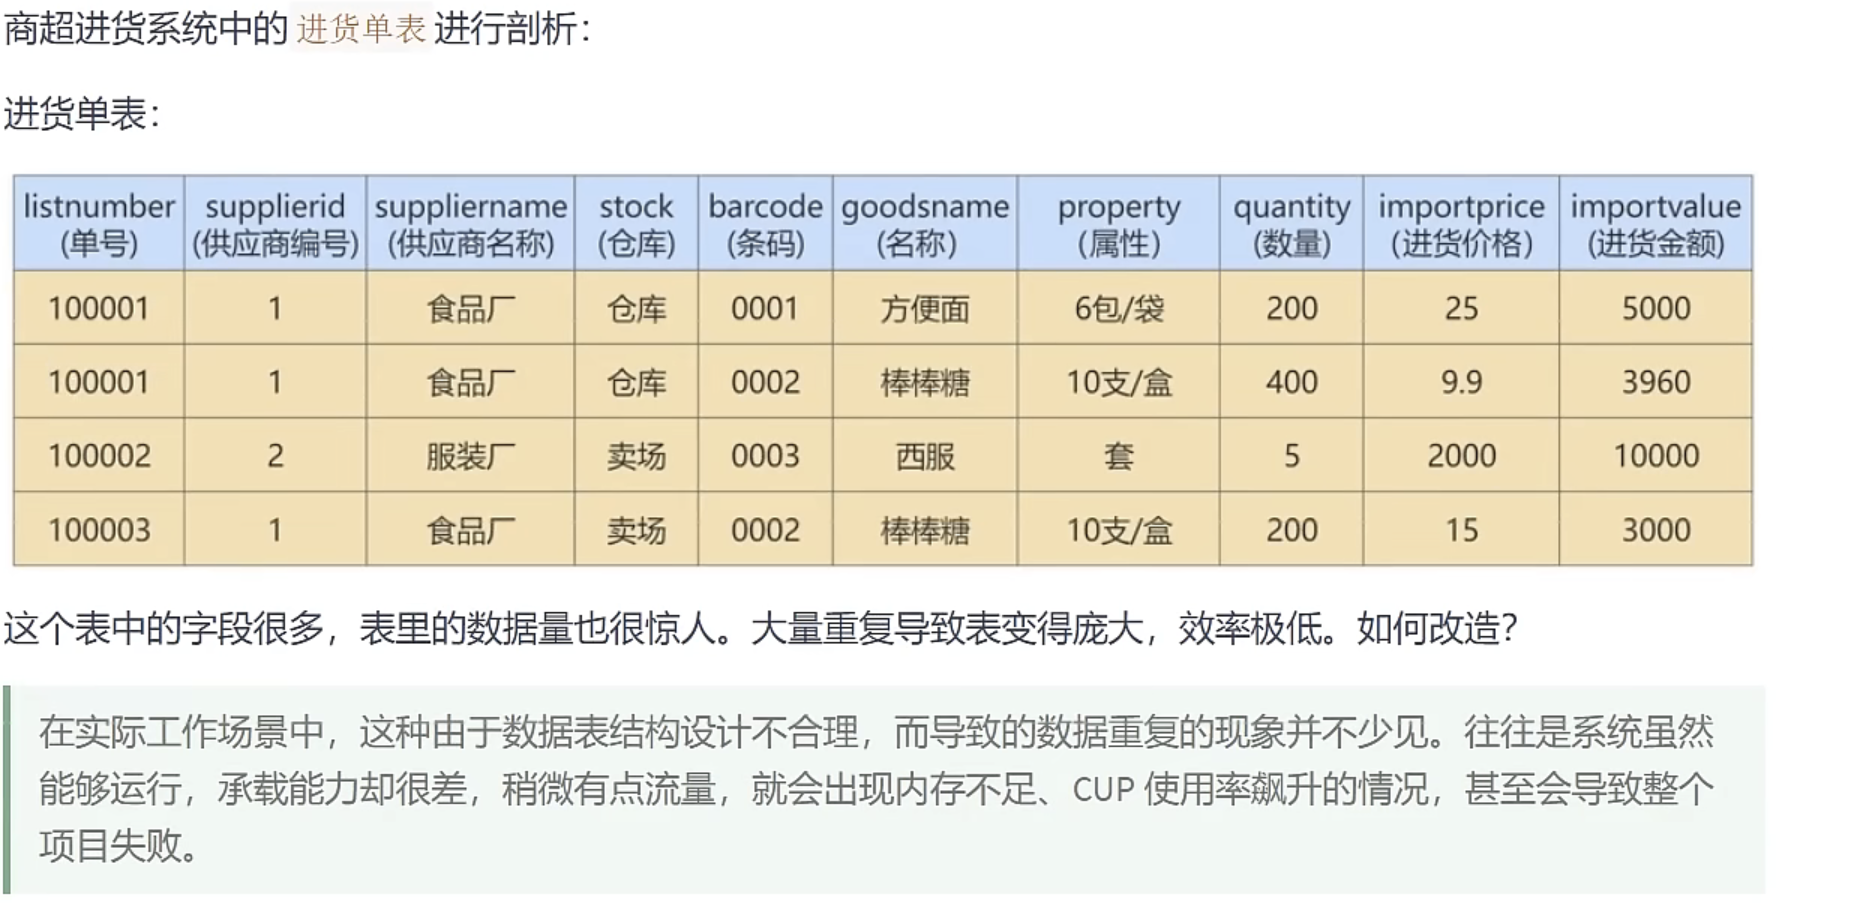 商超进货系统中的 进货单表 进行剖析：
进货单表：
listnumber supplierid suppliername stock barcode goodsname property quantity importprice importvalue
(单号) (供应商编号) (供应商名称) (仓库) (条码) (名称) (属性) (数量) (进货价格) (进货金额)
100001 1 食品厂 仓库 0001 方便面 6包/袋 200 25 5000
100001 1 食品厂 仓库 0002 棒棒糖 10支/盒 400 9.9 3960
100002 2 服装厂 卖场 0003 西服 套 5 2000 10000
100003 1 食品厂 卖场 0002 棒棒糖 10支/盒 200 15 3000
这个表中的字段很多，表里的数据量也很惊人。大量重复导致表变得庞大，效率极低。如何改造？
在实际工作场景中，这种由于数据表结构设计不合理，而导致的数据重复的现象并不少见。往往是系统虽然
能够运行，承载能力却很差，稍微有点流量，就会出现内存不足、CUP 使用率飙升的情况，甚至会导致整个
项目失败。